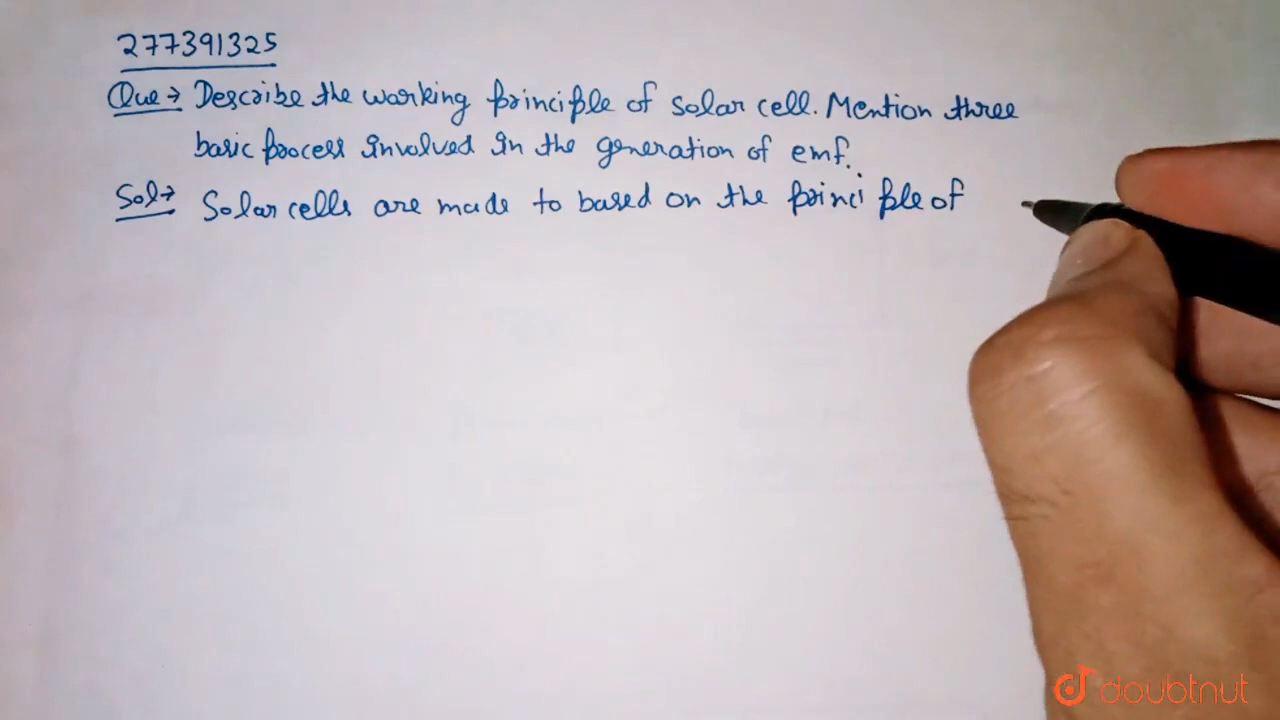 277391325
Que → Describe the working principle of solar cell. Mention three
basic process involved in the generation of emf.
Sol → Solar cells are made to based on the principle of
doubtnut